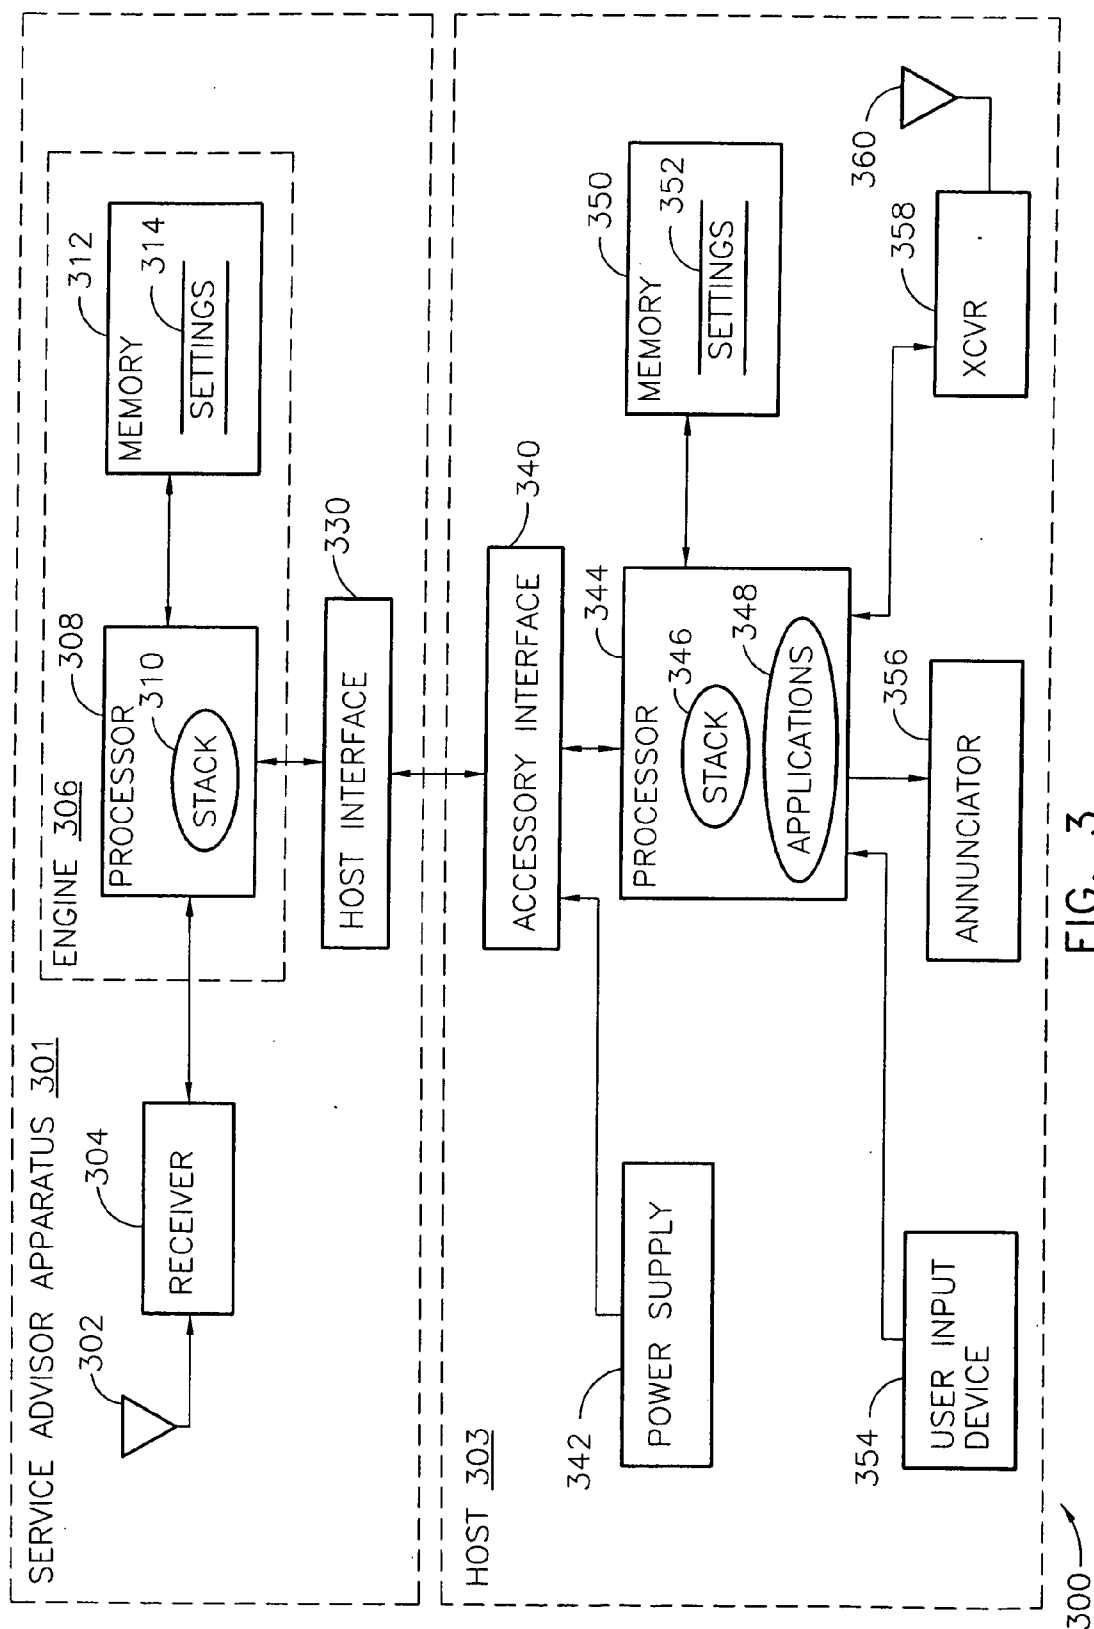 SERVICE ADVISOR APPARATUS 301
302
304
RECEIVER
ENGINE 306
308
PROCESSOR
310
STACK
312
MEMORY
314
SETTINGS
330
HOST INTERFACE
HOST 303
340
ACCESSORY INTERFACE
342
POWER SUPPLY
344
PROCESSOR
346
STACK
348
APPLICATIONS
350
MEMORY
352
SETTINGS
354
USER INPUT
DEVICE
356
ANNUNCIATOR
358
XCVR
360
300
FIG. 3